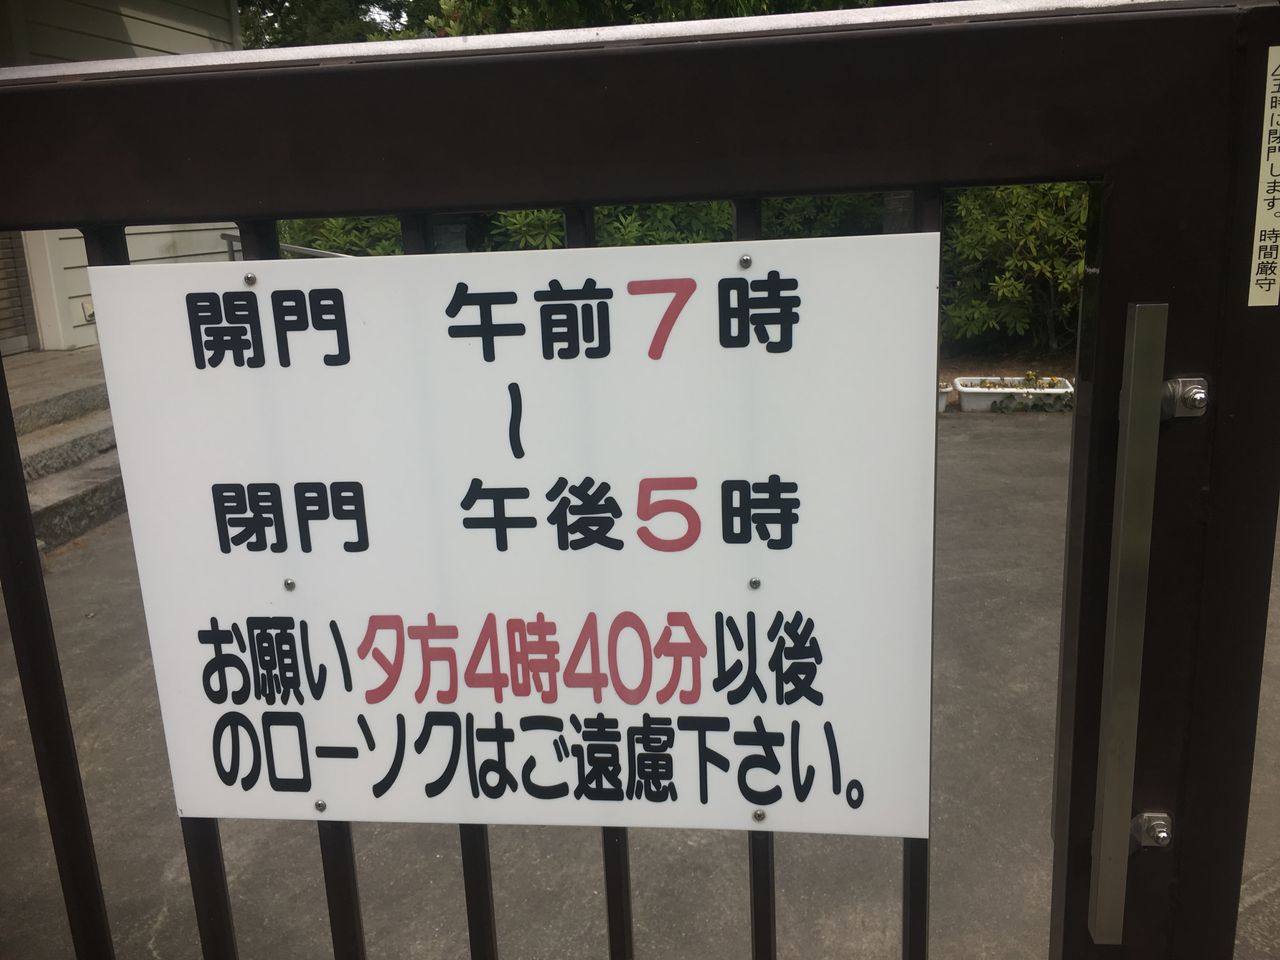 開門 午前7時
〜
閉門 午後5時
お願い夕方4時40分以後
のローソクはご遠慮下さい。
五時に閉門します。時間厳守